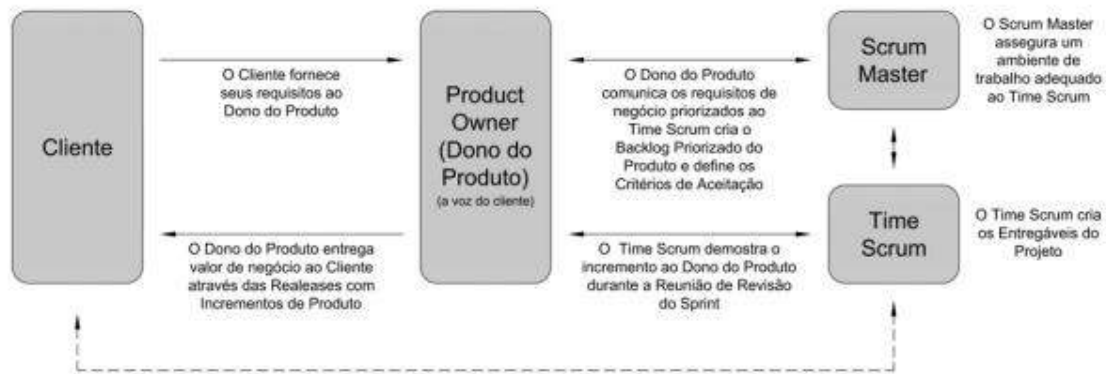 Cliente
O Cliente fornece
seus requisitos ao
Dono do Produto
O Dono do Produto entrega
valor de negócio ao Cliente
através das Realeases com
Incrementos de Produto
Product
Owner
(Dono do
Produto)
(a voz do cliente)
O Dono do Produto
comunica os requisitos de
negócio priorizados ao
Time Scrum cria o
Backlog Priorizado do
Produto e define os
Critérios de Aceitação
O Time Scrum demostra o
incremento ao Dono do Produto
durante a Reunião de Revisão
do Sprint
Scrum
Master
O Scrum Master
assegura um
ambiente de
trabalho adequado
ao Time Scrum
Time
Scrum
O Time Scrum cria
os Entregáveis do
Projeto